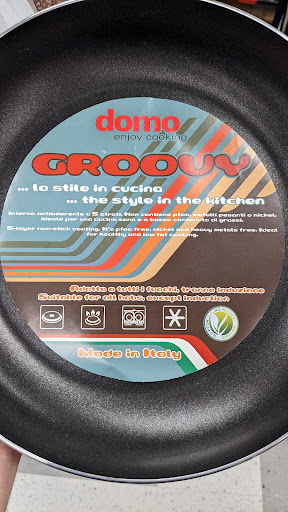 domo
enjoy cooking
GROOVY
... lo stile in cucina
... the style in the kitchen
Interno antiaderente a 5 strati. Non contiene pfoa, metalli pesanti o nickel.
Ideale per una cucina sana e a basso contenuto di grassi.
5-layer non-stick coating. It's pfoa free, nickel and heavy metals free. Ideal
for healthy and low fat cooking.
Adatto a tutti i fuochi, tranne induzione
Suitable for all hobs, except induction
Made in Italy